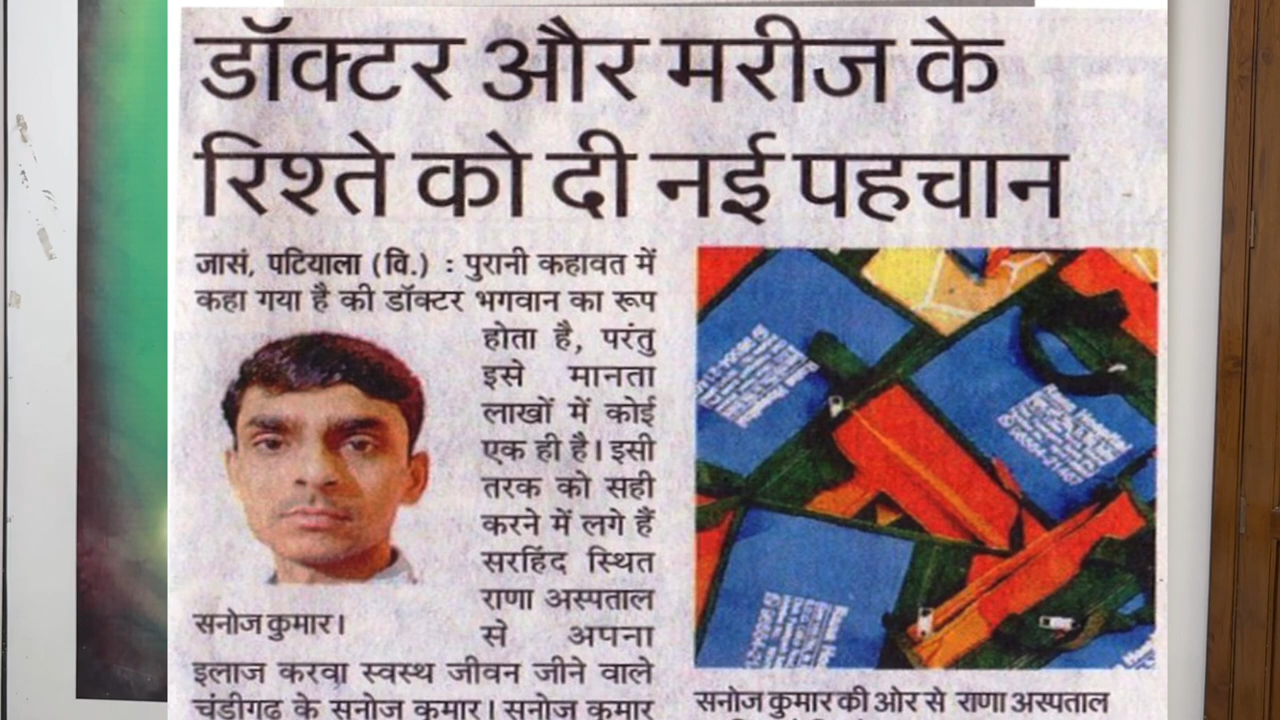 डॉक्टर और मरीज के
रिश्ते को दी नई पहचान
जासं, पटियाला (वि.) : पुरानी कहावत में
कहा गया है की डॉक्टर भगवान का रूप
होता है, परंतु
इसे मानता
लाखों में कोई
एक ही है। इसी
तरक को सही
करने में लगे हैं
सरहिंद स्थित
राणा अस्पताल
से अपना
सनोज कुमार।
इलाज करवा स्वस्थ जीवन जीने वाले
चंडीगढ़ के सनोज कुमार। सनोज कुमार
सनोज कुमार की ओर से राणा अस्पताल